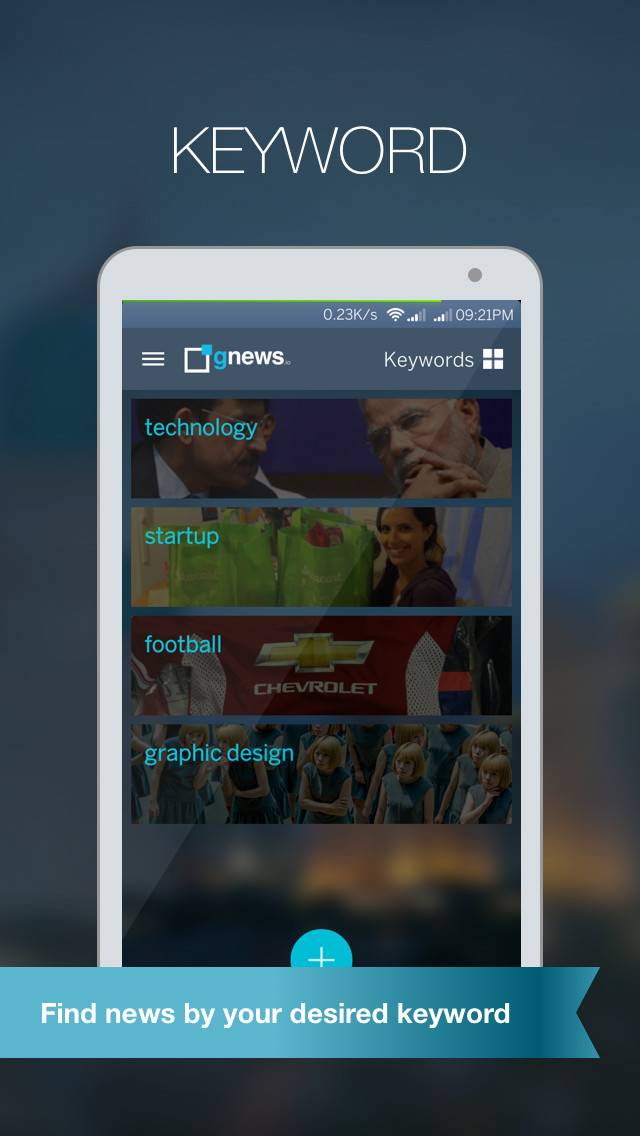 KEYWORD
0.23K/s 09:21PM
gnews.io Keywords
technology
startup
football
CHEVROLET
graphic design
Find news by your desired keyword